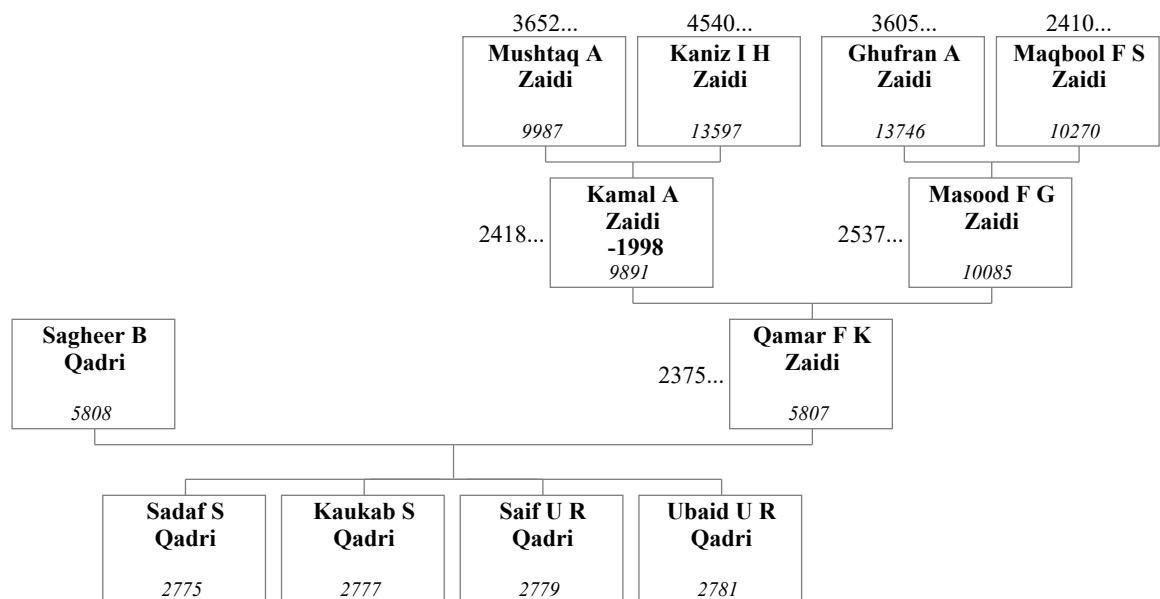 3652...
4540...
3605...
2410...
Mushtaq A
Zaidi
9987
Kaniz I H
Zaidi
13597
Ghufran A
Zaidi
13746
Maqbool F S
Zaidi
10270
2418...
Kamal A
Zaidi
-1998
9891
2537...
Masood F G
Zaidi
10085
Sagheer B
Qadri
5808
2375...
Qamar F K
Zaidi
5807
Sadaf S
Qadri
2775
Kaukab S
Qadri
2777
Saif U R
Qadri
2779
Ubaid U R
Qadri
2781